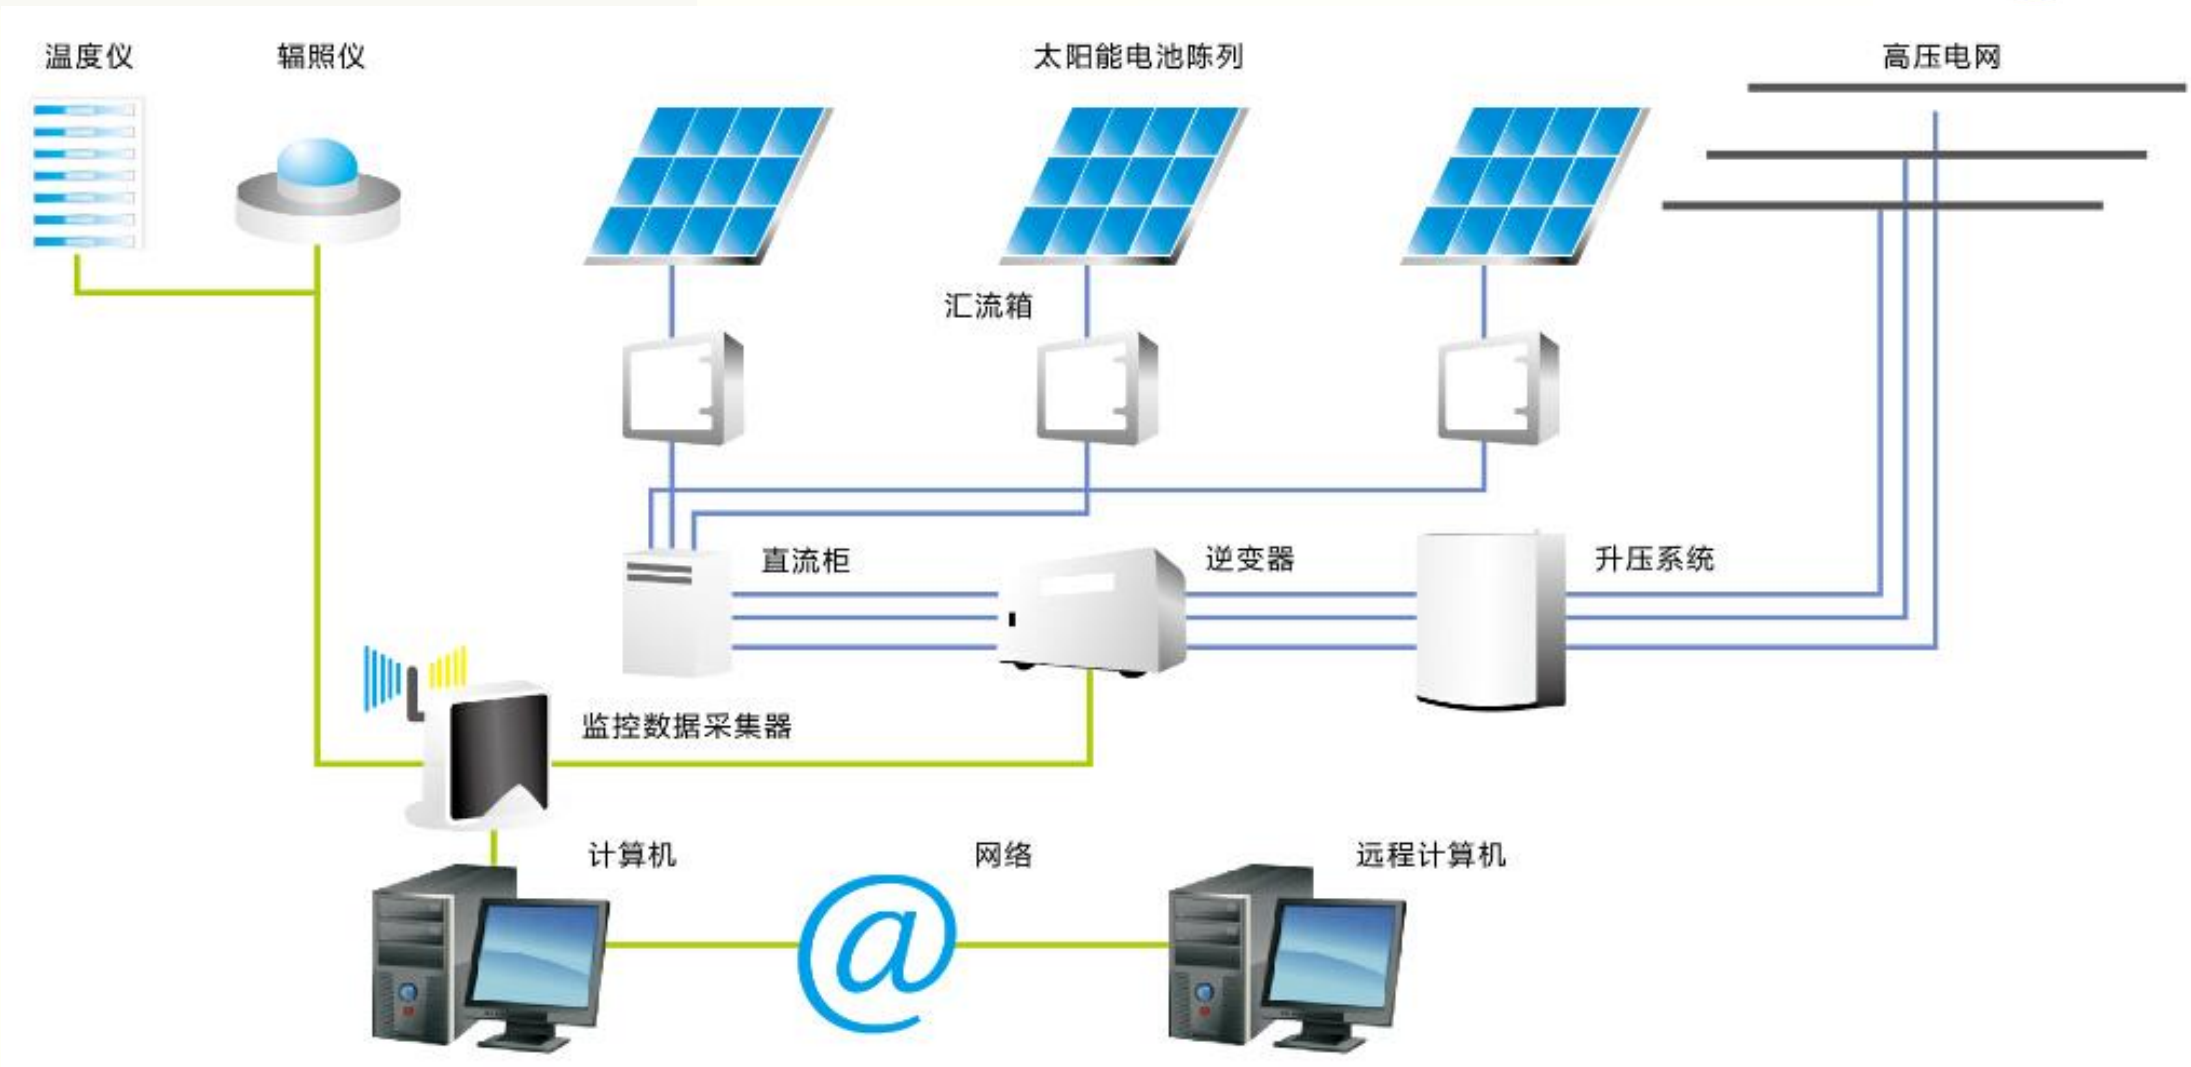 温度仪
辐照仪
太阳能电池陈列
高压电网
汇流箱
直流柜
逆变器
升压系统
监控数据采集器
计算机
网络
远程计算机
@